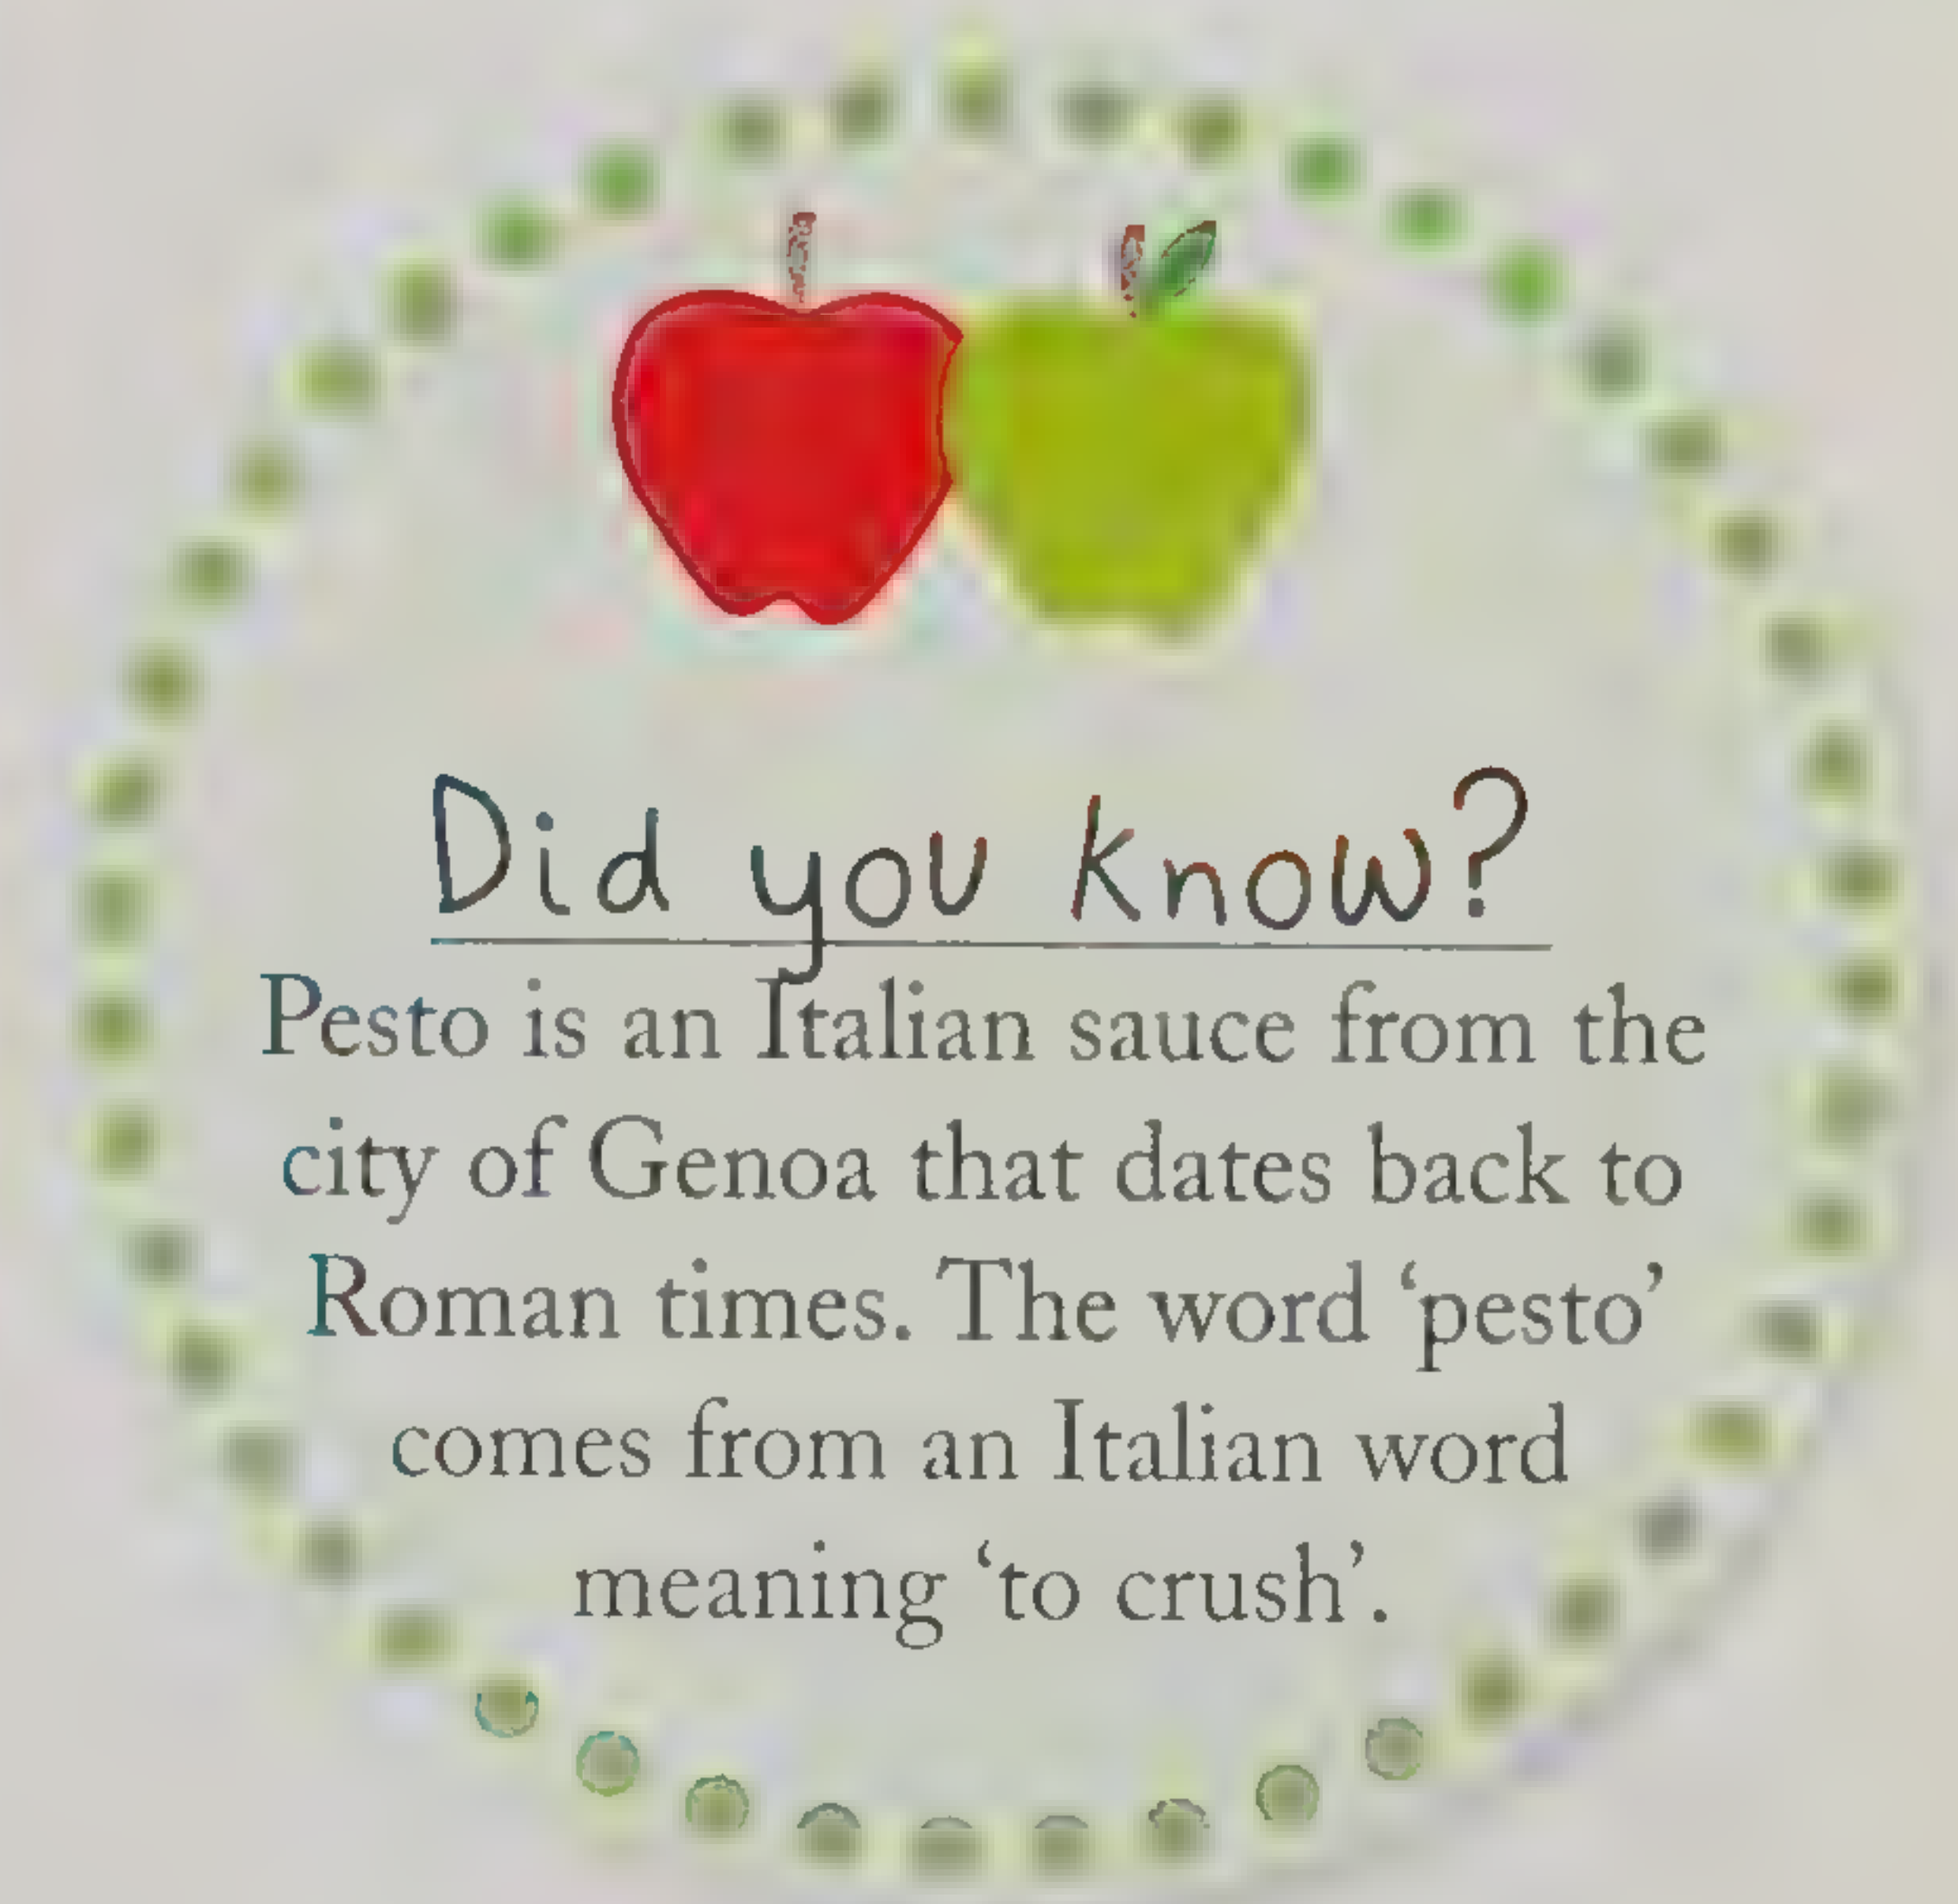 Did you know?
Pesto is an Italian sauce from the
city of Genoa that dates back to
Roman times. The word ‘pesto’
comes from an Italian word
meaning ‘to crush’.